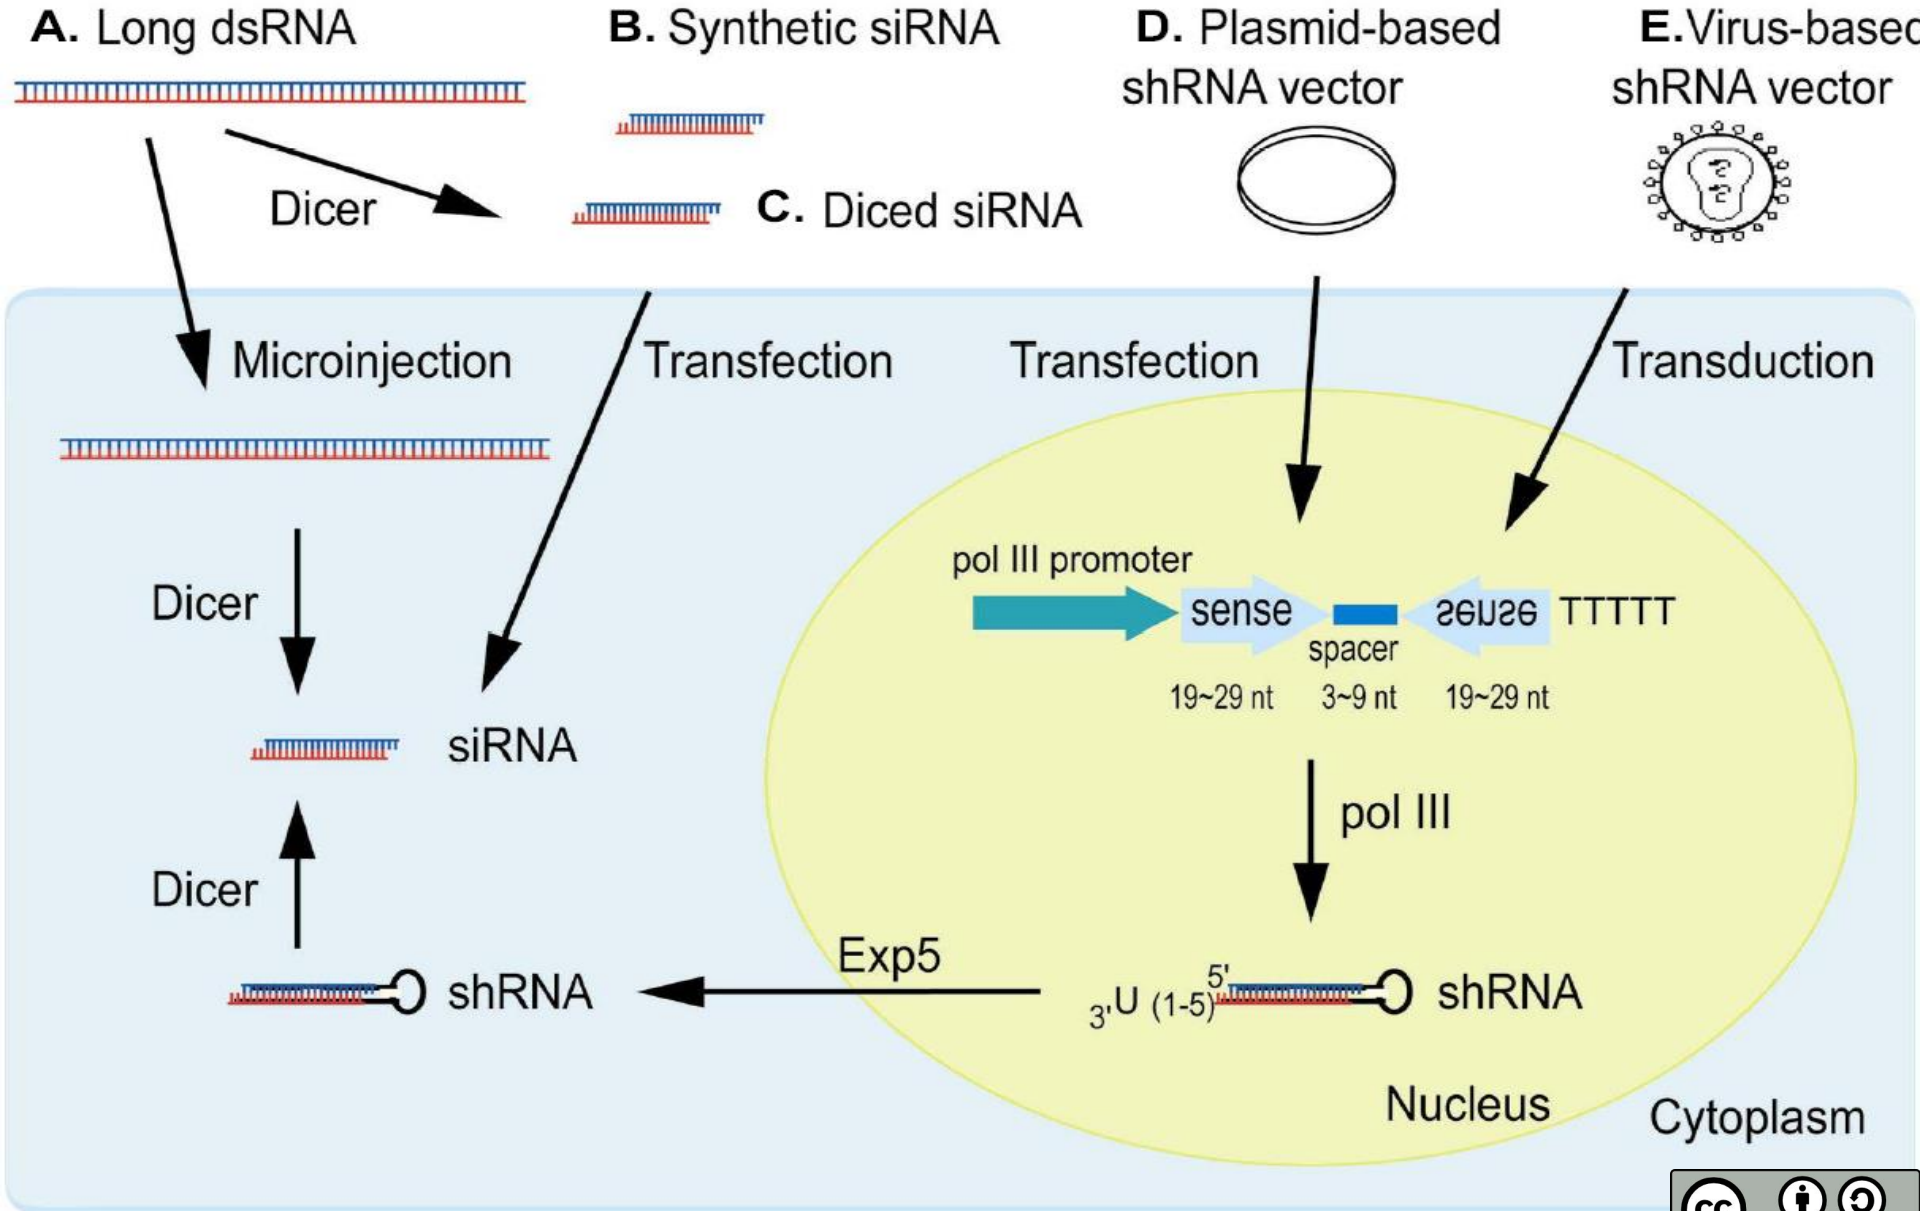 A. Long dsRNA
B. Synthetic siRNA
D. Plasmid-based
shRNA vector
E.Virus-based
shRNA vector
Dicer
C. Diced siRNA
Microinjection
Transfection
Transfection
Transduction
Dicer
siRNA
Dicer
shRNA
pol III promoter
sense
sense
TTTTT
spacer
19~29 nt
3~9 nt
19~29 nt
pol III
Exp5
5'
3'U (1-5)
shRNA
Nucleus
Cytoplasm
cc